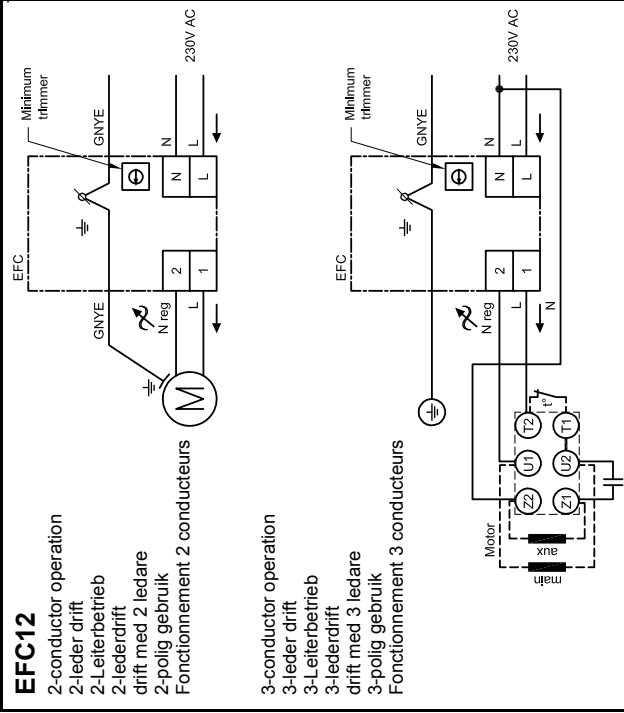 EFC12
2-conductor operation
2-leder drift
2-Leiterbetrieb
2-lederdrift
drift med 2 ledare
2-polig gebruik
Fonctionnement 2 conducteurs
EFC
Minimum
trimmer
GNYE
GNYE
N reg
L
2
1
N
L
N
L
230V AC
M
3-conductor operation
3-leder drift
3-Leiterbetrieb
3-lederdrift
drift med 3 ledare
3-polig gebruik
Fonctionnement 3 conducteurs
EFC
Minimum
trimmer
GNYE
N reg
L
N
2
1
N
L
N
L
230V AC
Motor
main
aux
Z2
U1
T2
Z1
U2
T1
t°